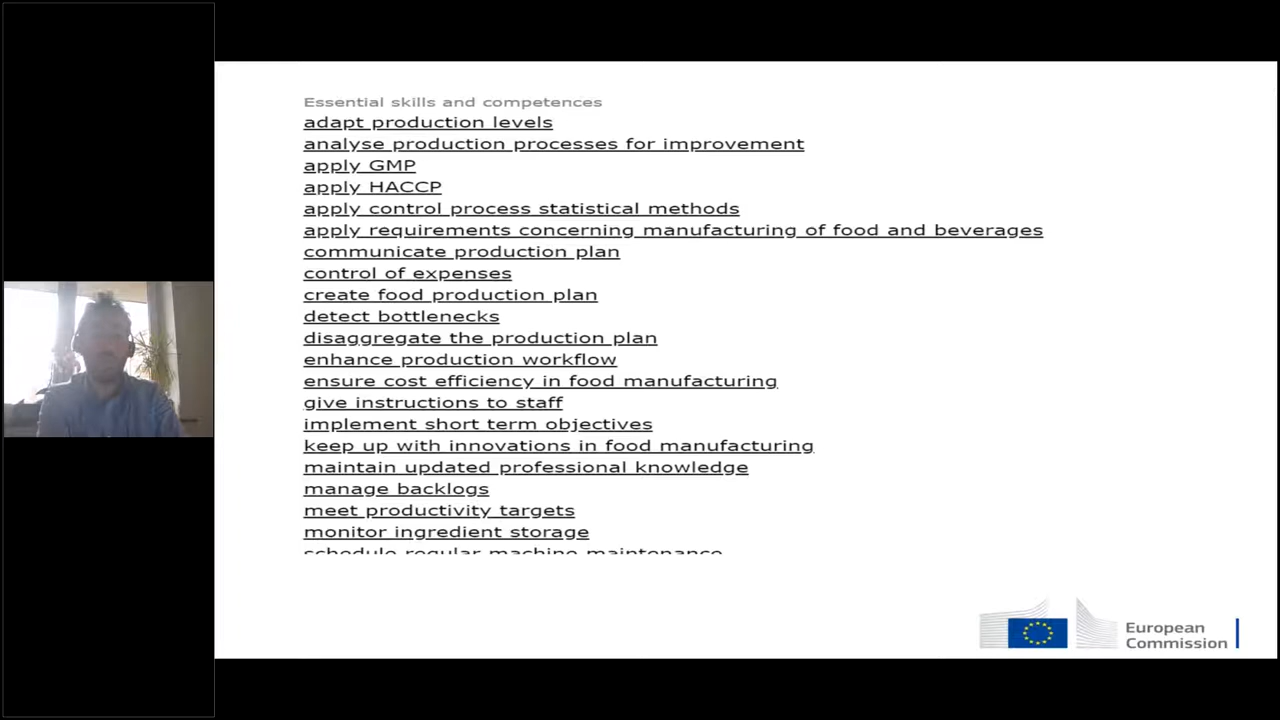 Essential skills and competences
adapt production levels
analyse production processes for improvement
apply GMP
apply HACCP
apply control process statistical methods
apply requirements concerning manufacturing of food and beverages
communicate production plan
control of expenses
create food production plan
detect bottlenecks
disaggregate the production plan
enhance production workflow
ensure cost efficiency in food manufacturing
give instructions to staff
implement short term objectives
keep up with innovations in food manufacturing
maintain updated professional knowledge
manage backlogs
meet productivity targets
monitor ingredient storage
schedule regular machine maintenance
European
Commission